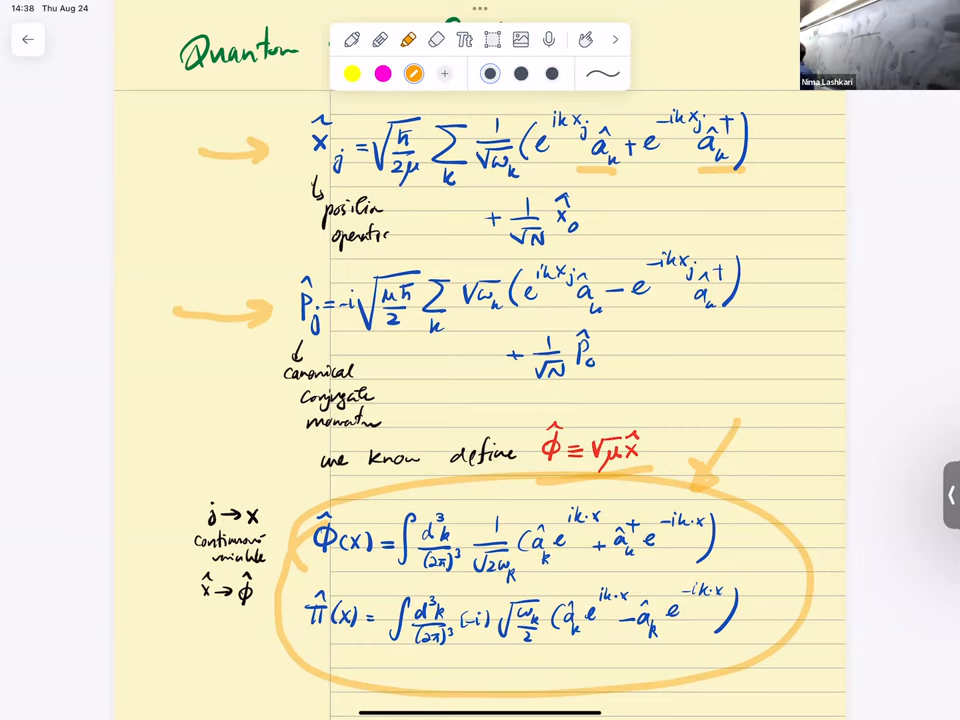 14:38 Thu Aug 24
Quantum
Nima Lashkari
x̂_j = √(ħ/2μ) Σ_k 1/√ω_k (e^{ikx_j} â_k + e^{-ikx_j} â_k^†)
↳ position
operator
+ 1/√N x̂_0
p̂_j = -i √(μħ/2) Σ_k √ω_k (e^{ikx_j} â_k - e^{-ikx_j} â_k^†)
+ 1/√N p̂_0
canonical
conjugate
momentum
we know define φ̂ ≡ √μ x̂
j → x
continuous
variable
x̂ → φ̂
φ̂(x) = ∫ d³k/(2π)³ 1/√2ω_k (â_k e^{ik·x} + â_k^† e^{-ik·x})
π̂(x) = ∫ d³k/(2π)³ (-i) √(ω_k/2) (â_k e^{ik·x} - â_k e^{-ik·x})